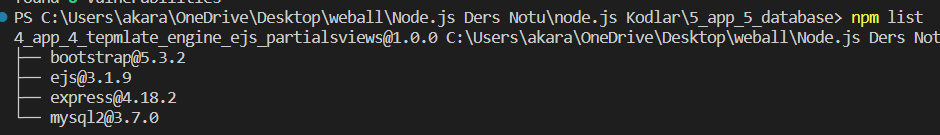 found 0 vulnerabilities
PS C:\Users\akara\OneDrive\Desktop\weball\Node.js Ders Notu\node.js Kodlar\5_app_5_database> npm list
4_app_4_tepmlate_engine_ejs_partialsviews@1.0.0 C:\Users\akara\OneDrive\Desktop\weball\Node.js Ders Not
├── bootstrap@5.3.2
├── ejs@3.1.9
├── express@4.18.2
└── mysql2@3.7.0